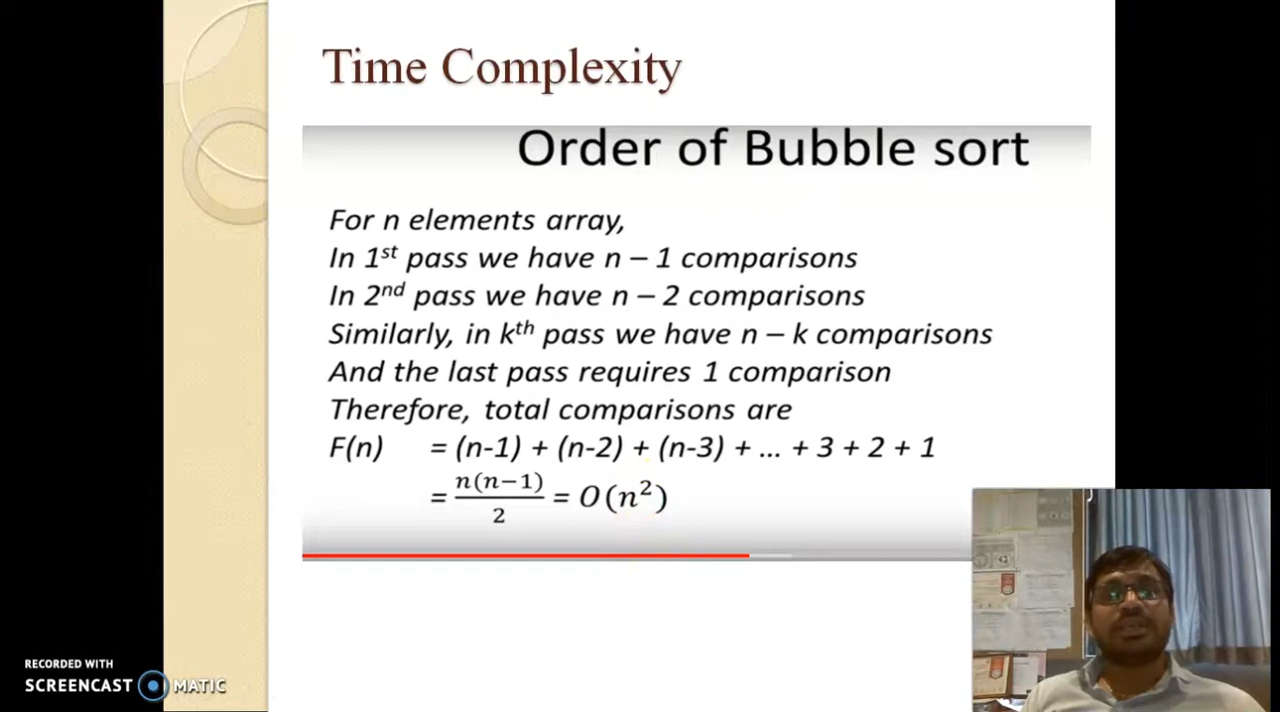 Time Complexity
Order of Bubble sort
For n elements array,
In 1st pass we have n – 1 comparisons
In 2nd pass we have n – 2 comparisons
Similarly, in kth pass we have n – k comparisons
And the last pass requires 1 comparison
Therefore, total comparisons are
F(n) = (n-1) + (n-2) + (n-3) + ... + 3 + 2 + 1
= n(n−1)/2 = O(n²)
RECORDED WITH
SCREENCAST MATIC